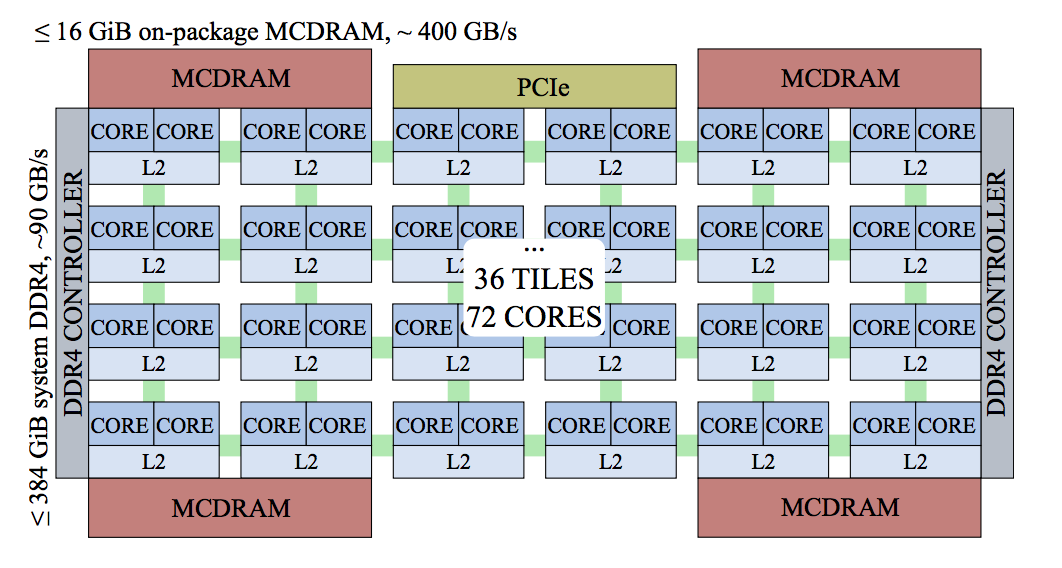 ≤ 16 GiB on-package MCDRAM, ~ 400 GB/s
MCDRAM
PCIe
MCDRAM
≤ 384 GiB system DDR4, ~90 GB/s
DDR4 CONTROLLER
DDR4 CONTROLLER
CORE CORE CORE CORE CORE CORE CORE CORE CORE CORE CORE CORE
L2 L2 L2 L2 L2 L2
CORE CORE CORE CORE CORE CORE CORE CORE CORE CORE CORE CORE
...
L2 L2 L2 L2 L2 L2
36 TILES
72 CORES
CORE CORE CORE CORE CORE CORE CORE CORE CORE CORE
L2 L2 L2 L2 L2 L2
CORE CORE CORE CORE CORE CORE CORE CORE CORE CORE CORE CORE
L2 L2 L2 L2 L2 L2
MCDRAM
MCDRAM